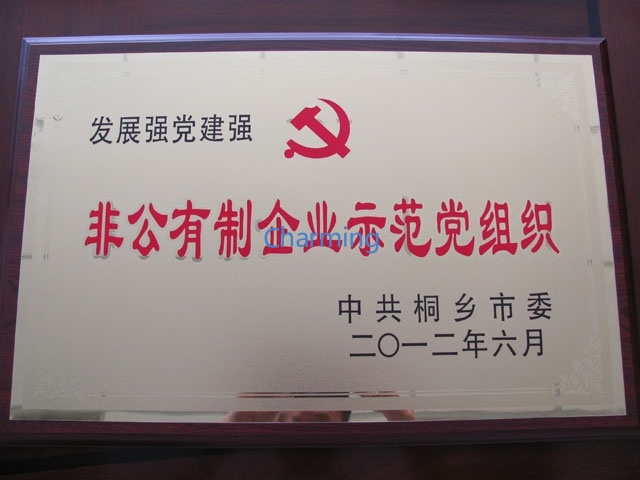 发展强党建强
非公有制企业示范党组织
Charming
中共桐乡市委
二〇一二年六月